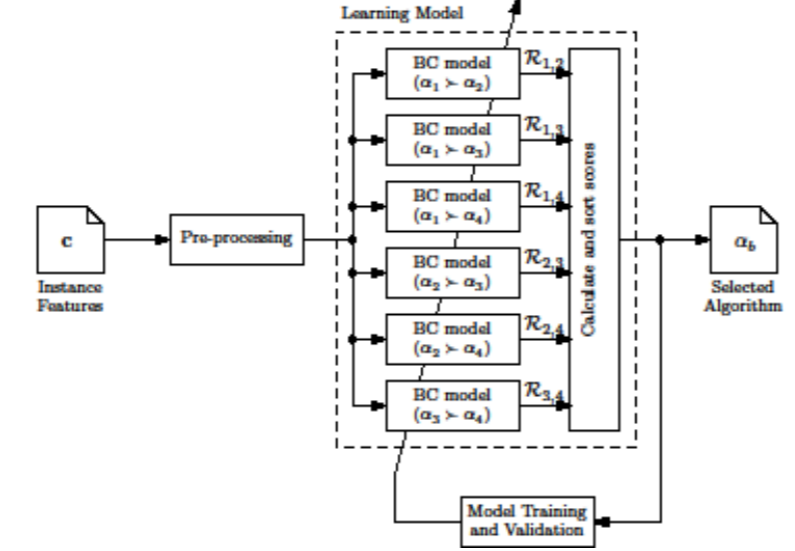 Learning Model
BC model
(α₁ ≻ α₂)
ℛ₁,₂
BC model
(α₁ ≻ α₃)
ℛ₁,₃
BC model
(α₁ ≻ α₄)
ℛ₁,₄
BC model
(α₂ ≻ α₃)
ℛ₂,₃
BC model
(α₂ ≻ α₄)
ℛ₂,₄
BC model
(α₃ ≻ α₄)
ℛ₃,₄
c
Instance
Features
Pre-processing
Calculate and sort scores
α_b
Selected
Algorithm
Model Training
and Validation